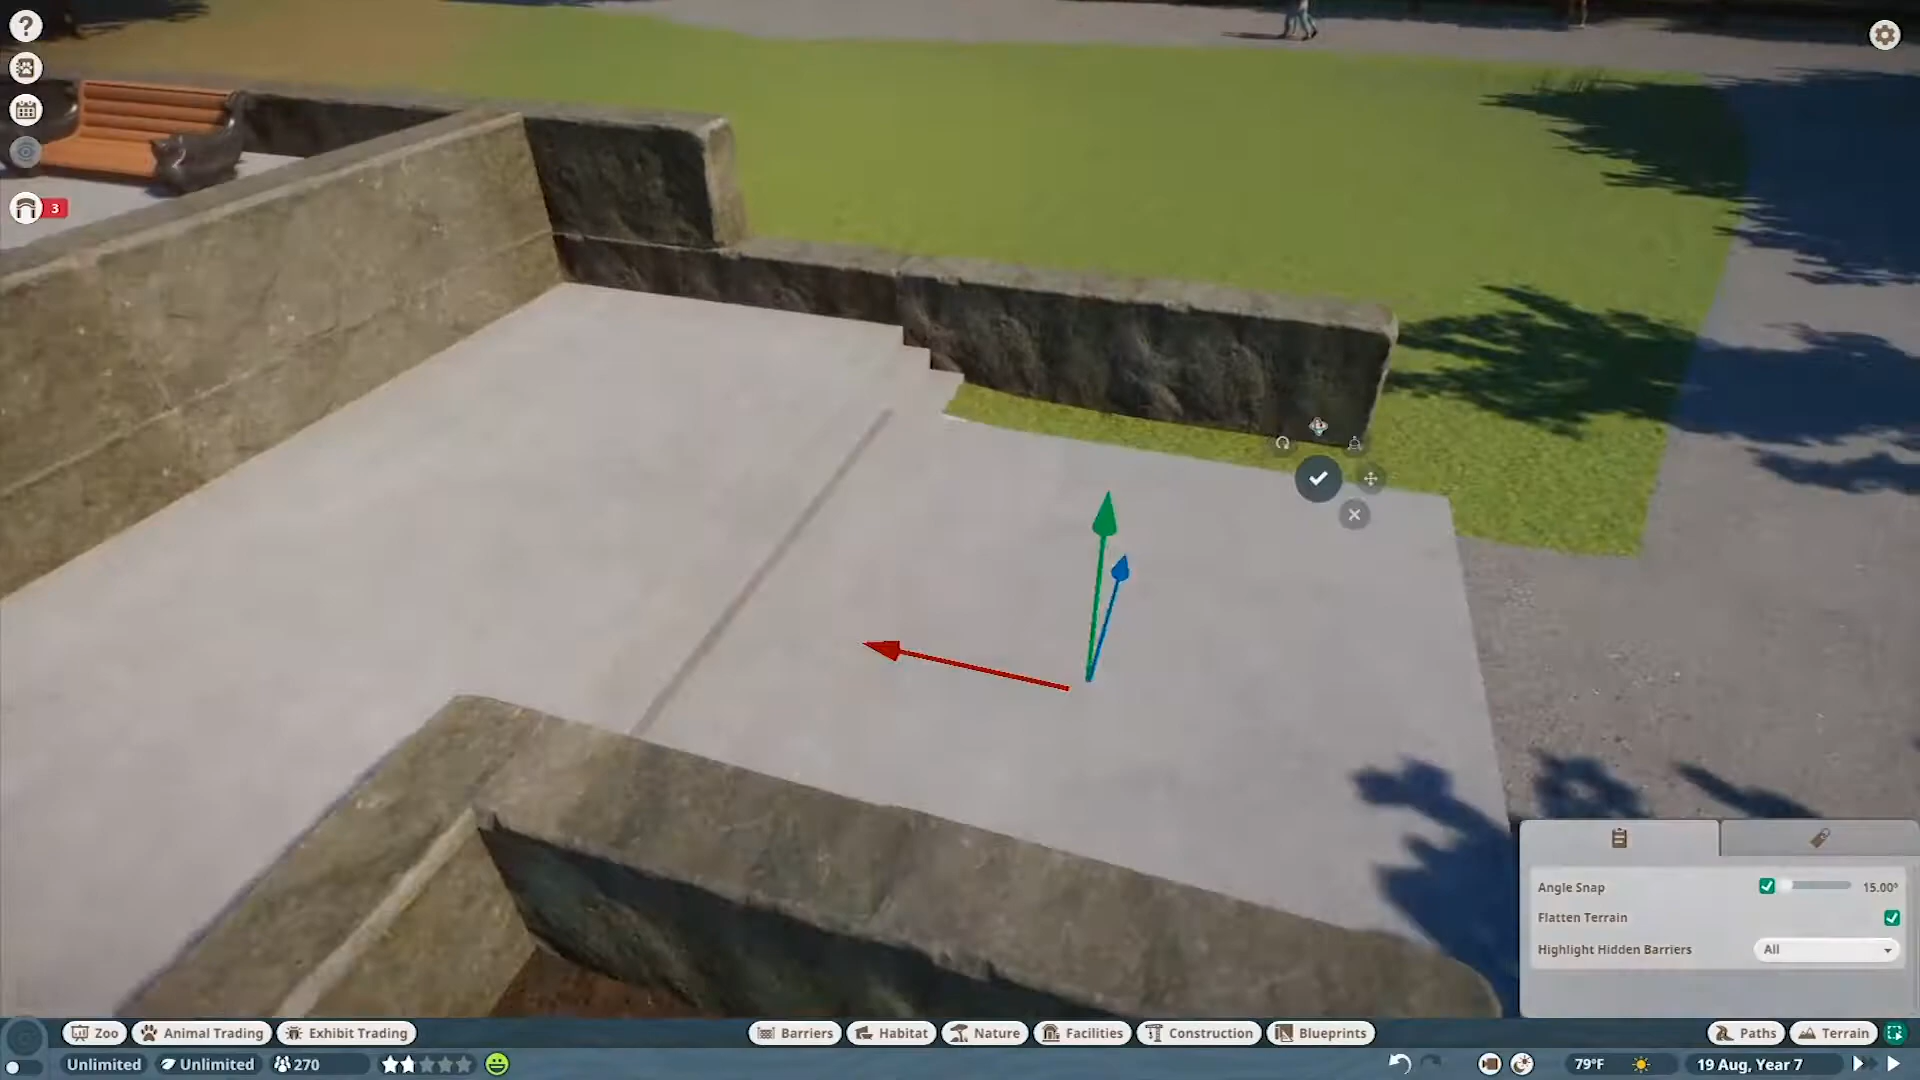 ?
3
Angle Snap 15.00°
Flatten Terrain
Highlight Hidden Barriers All
Zoo Animal Trading Exhibit Trading Barriers Habitat Nature Facilities Construction Blueprints Paths Terrain
Unlimited Unlimited 270 79°F 19 Aug, Year 7